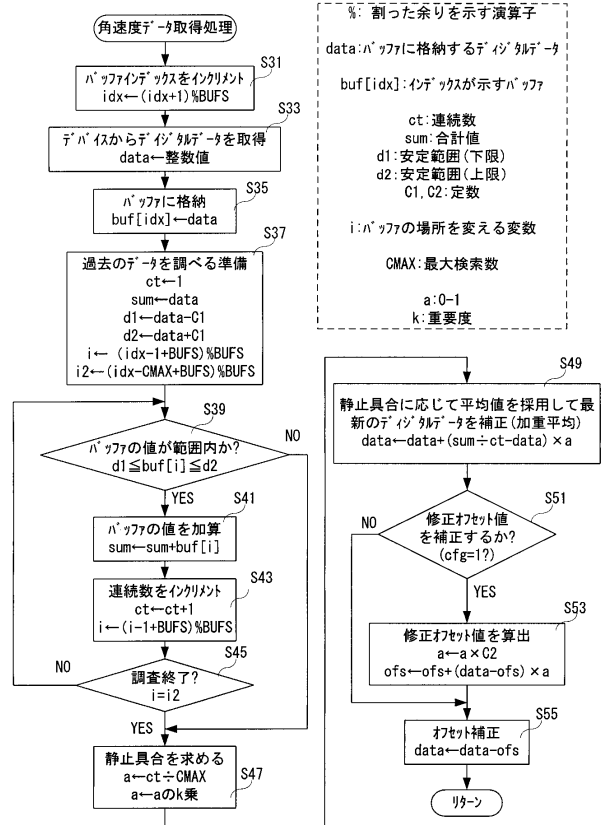 角速度データ取得処理
S31
バッファインデックスをインクリメント
idx←(idx+1)%BUFS
S33
デバイスからディジタルデータを取得
data←整数値
S35
バッファに格納
buf[idx]←data
S37
過去のデータを調べる準備
ct←1
sum←data
d1←data-C1
d2←data+C1
i← (idx-1+BUFS)%BUFS
i2←(idx-CMAX+BUFS)%BUFS
S39
バッファの値が範囲内か?
d1≦buf[i]≦d2
NO
YES
S41
バッファの値を加算
sum←sum+buf[i]
S43
連続数をインクリメント
ct←ct+1
i←(i-1+BUFS)%BUFS
S45
NO
調査終了?
i=i2
YES
静止具合を求める
a←ct÷CMAX
a←aのk乗
S47
%: 割った余りを示す演算子
data:バッファに格納するディジタルデータ
buf[idx]:インデックスが示すバッファ
ct:連続数
sum:合計値
d1:安定範囲(下限)
d2:安定範囲(上限)
C1,C2:定数
i:バッファの場所を変える変数
CMAX:最大検索数
a:0-1
k:重要度
S49
静止具合に応じて平均値を採用して最
新のディジタルデータを補正(加重平均)
data←data+(sum÷ct-data)×a
S51
NO
修正オフセット値
を補正するか?
(cfg=1?)
YES
S53
修正オフセット値を算出
a←a×C2
ofs←ofs+(data-ofs)×a
S55
オフセット補正
data←data-ofs
リターン